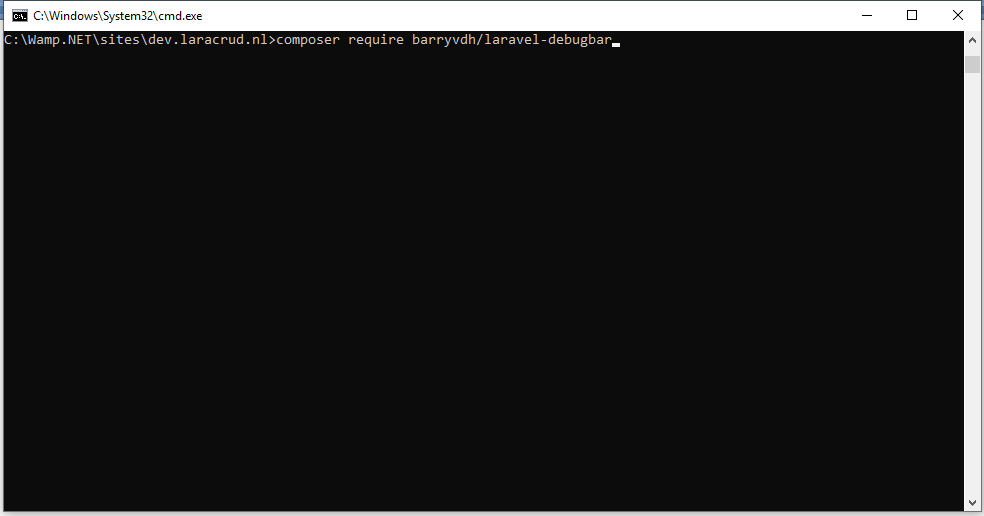 C:\Windows\System32\cmd.exe
C:\Wamp.NET\sites\dev.laracrud.nl>composer require barryvdh/laravel-debugbar